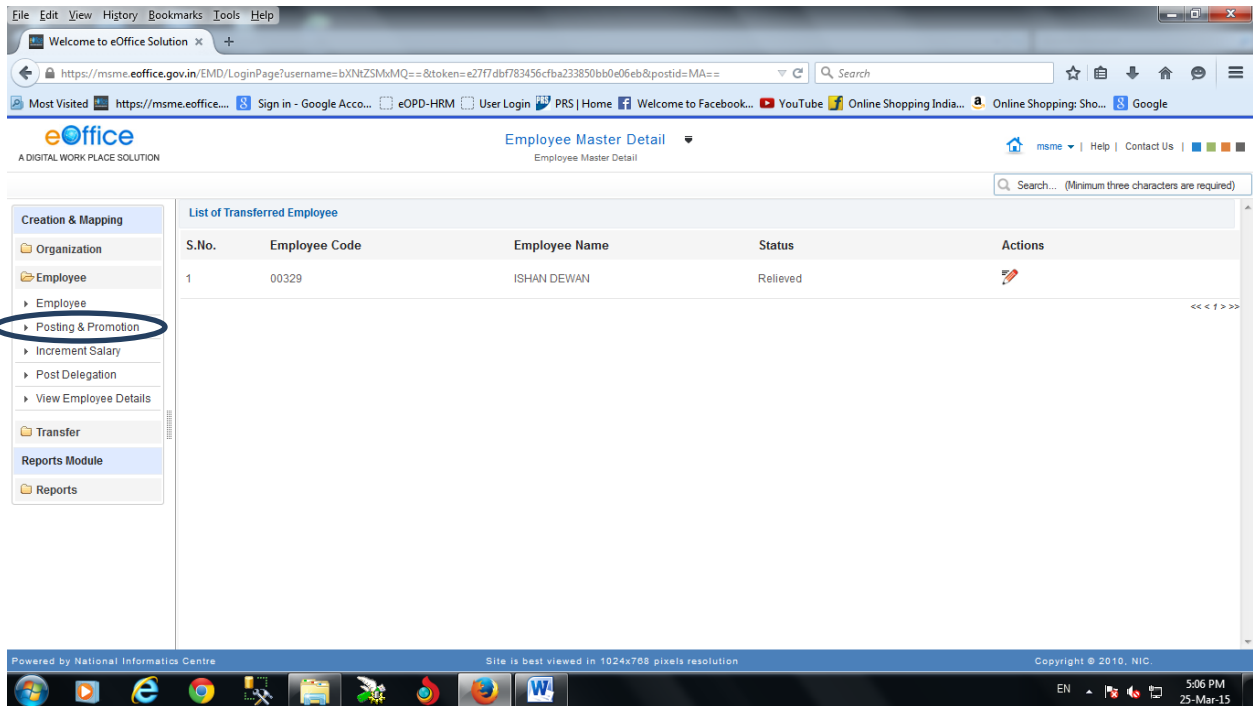 File Edit View History Bookmarks Tools Help
Welcome to eOffice Solution × +
https://msme.eoffice.gov.in/EMD/LoginPage?username=bXNtZSMxMQ==&token=e27f7dbf783456cfba233850bb0e06eb&postid=MA== Search
Most Visited https://msme.eoffice.... Sign in - Google Acco... eOPD-HRM User Login PRS | Home Welcome to Facebook... YouTube Online Shopping India... Online Shopping: Sho... Google
eOffice
A DIGITAL WORK PLACE SOLUTION
Employee Master Detail
Employee Master Detail
msme | Help | Contact Us |
Search... (Minimum three characters are required)
Creation & Mapping
Organization
Employee
Employee
Posting & Promotion
Increment Salary
Post Delegation
View Employee Details
Transfer
Reports Module
Reports
List of Transferred Employee
S.No. Employee Code Employee Name Status Actions
1 00329 ISHAN DEWAN Relieved
<< < 1 > >>
Powered by National Informatics Centre Site is best viewed in 1024x768 pixels resolution Copyright © 2010, NIC.
EN 5:06 PM
25-Mar-15